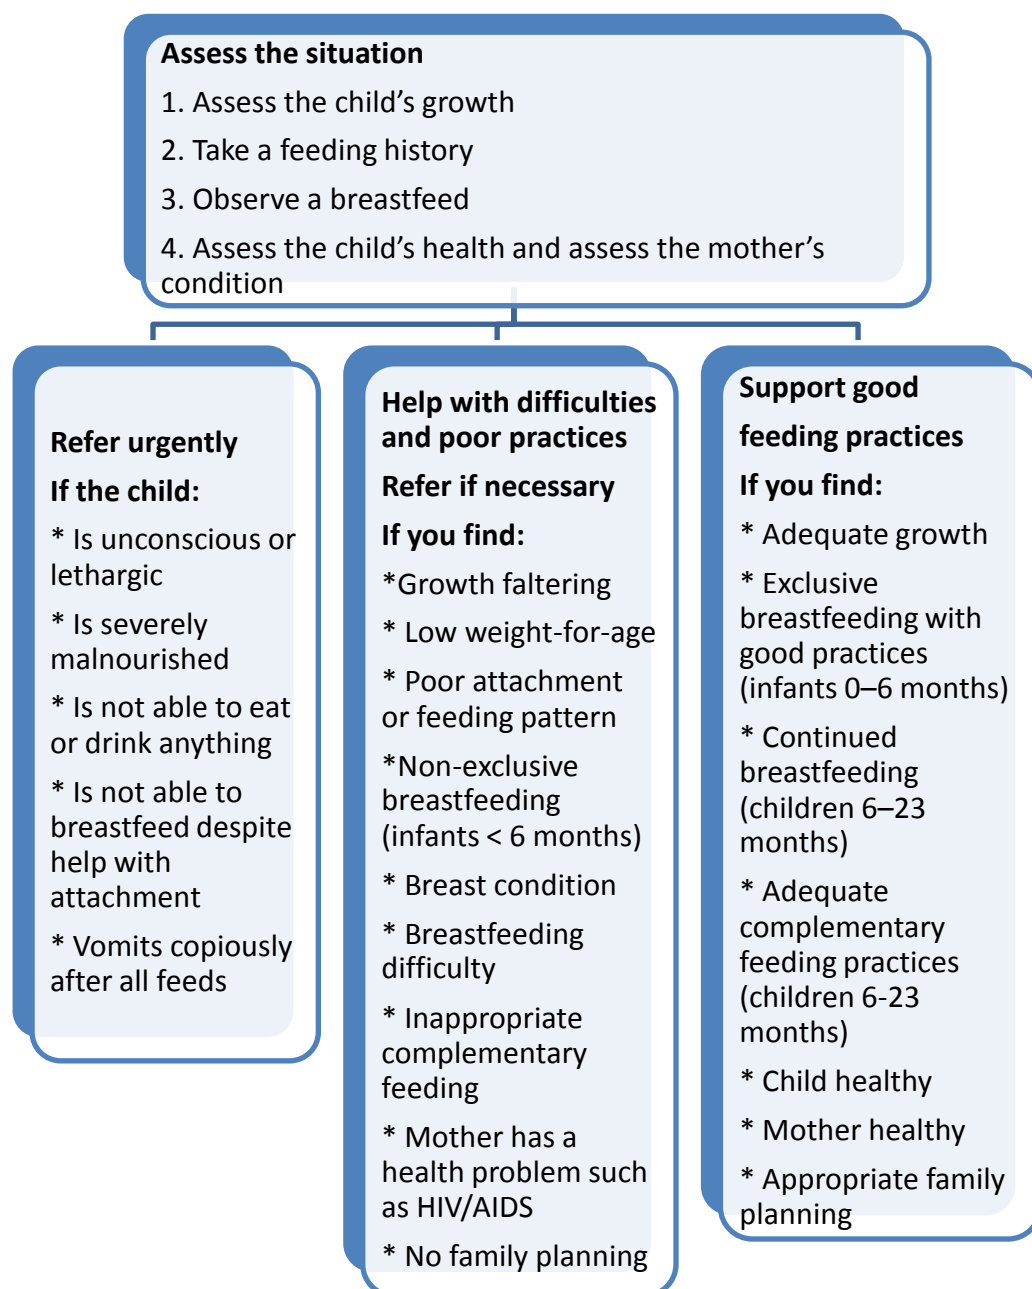 Assess the situation
1. Assess the child’s growth
2. Take a feeding history
3. Observe a breastfeed
4. Assess the child’s health and assess the mother’s
condition
Refer urgently
If the child:
* Is unconscious or
lethargic
* Is severely
malnourished
* Is not able to eat
or drink anything
* Is not able to
breastfeed despite
help with
attachment
* Vomits copiously
after all feeds
Help with difficulties
and poor practices
Refer if necessary
If you find:
*Growth faltering
* Low weight-for-age
* Poor attachment
or feeding pattern
*Non-exclusive
breastfeeding
(infants < 6 months)
* Breast condition
* Breastfeeding
difficulty
* Inappropriate
complementary
feeding
* Mother has a
health problem such
as HIV/AIDS
* No family planning
Support good
feeding practices
If you find:
* Adequate growth
* Exclusive
breastfeeding with
good practices
(infants 0–6 months)
* Continued
breastfeeding
(children 6–23
months)
* Adequate
complementary
feeding practices
(children 6-23
months)
* Child healthy
* Mother healthy
* Appropriate family
planning